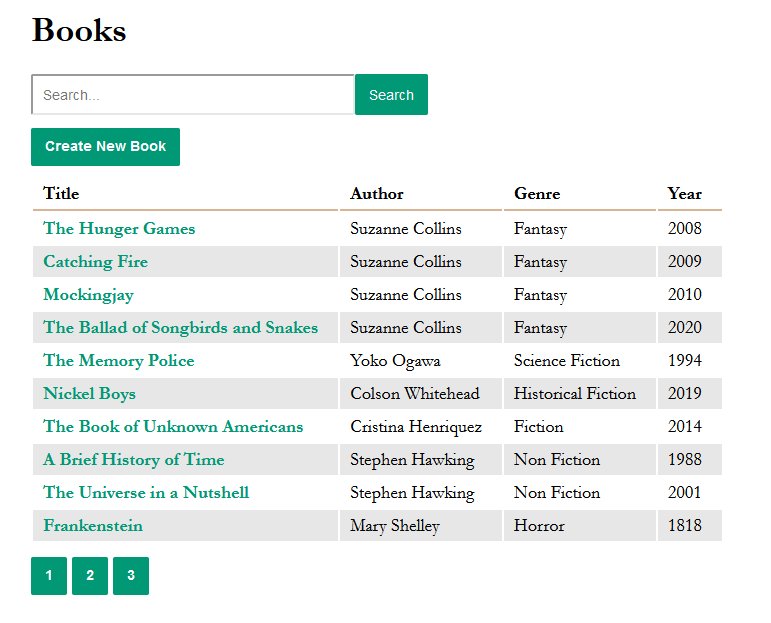 Books
Search...
Search
Create New Book
Title Author Genre Year
The Hunger Games Suzanne Collins Fantasy 2008
Catching Fire Suzanne Collins Fantasy 2009
Mockingjay Suzanne Collins Fantasy 2010
The Ballad of Songbirds and Snakes Suzanne Collins Fantasy 2020
The Memory Police Yoko Ogawa Science Fiction 1994
Nickel Boys Colson Whitehead Historical Fiction 2019
The Book of Unknown Americans Cristina Henriquez Fiction 2014
A Brief History of Time Stephen Hawking Non Fiction 1988
The Universe in a Nutshell Stephen Hawking Non Fiction 2001
Frankenstein Mary Shelley Horror 1818
1 2 3